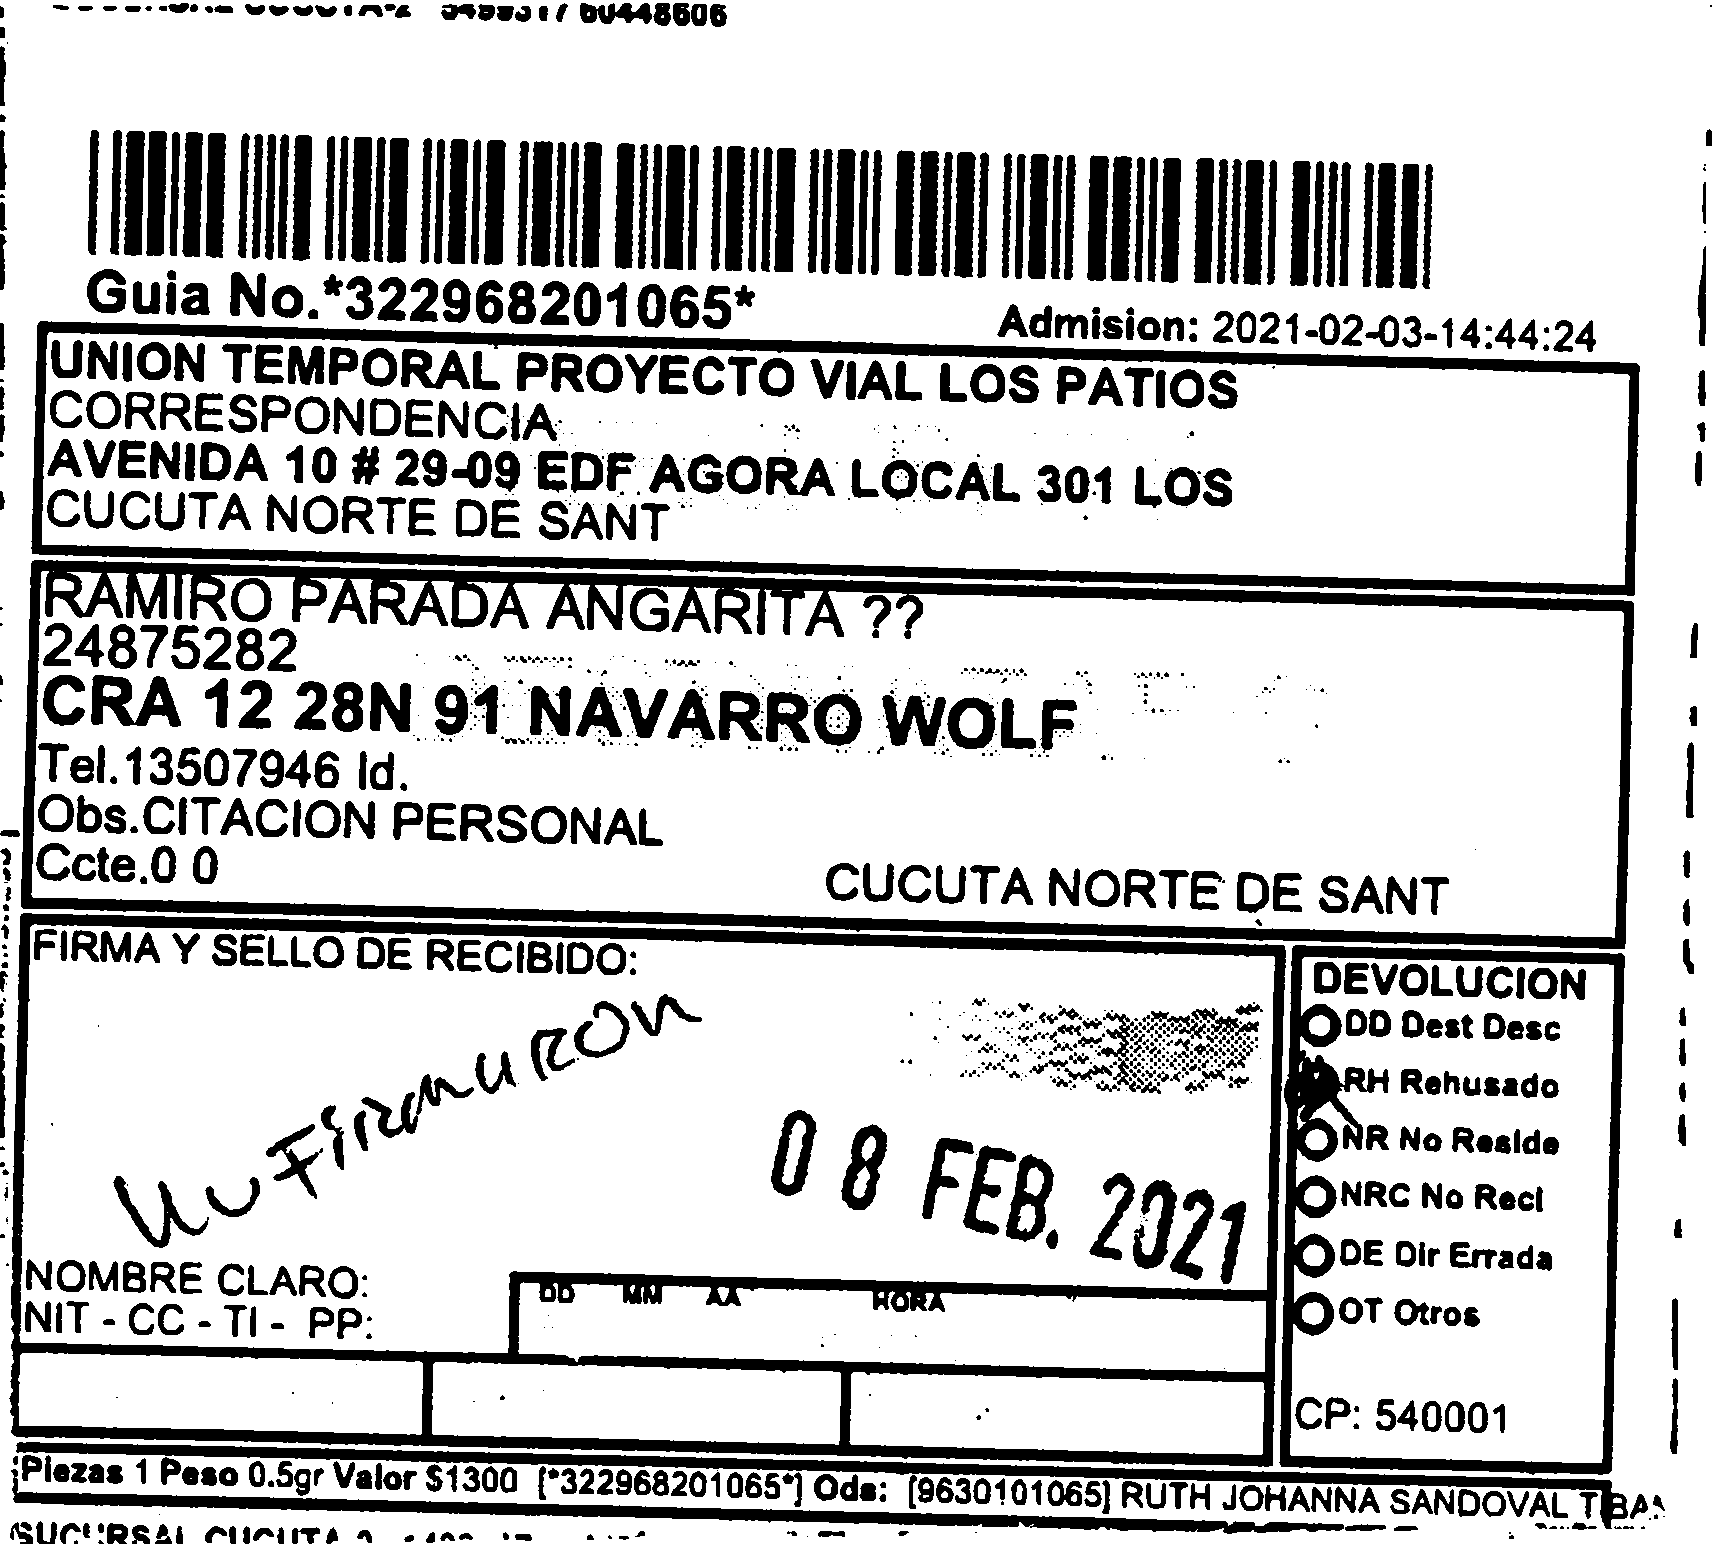 60448606
Guia No.*322968201065*
Admision: 2021-02-03-14:44:24
UNION TEMPORAL PROYECTO VIAL LOS PATIOS
CORRESPONDENCIA
AVENIDA 10 # 29-09 EDF AGORA LOCAL 301 LOS
CUCUTA NORTE DE SANT
RAMIRO PARADA ANGARITA ??
24875282
CRA 12 28N 91 NAVARRO WOLF
Tel.13507946 Id.
Obs.CITACION PERSONAL
Ccte.0 0
CUCUTA NORTE DE SANT
FIRMA Y SELLO DE RECIBIDO:
08 FEB. 2021
NOMBRE CLARO:
NIT - CC - TI - PP:
DD MM AA HORA
DEVOLUCION
DD Dest Desc
RH Rehusado
NR No Reside
NRC No Recl
DE Dir Errada
OT Otros
CP: 540001
Piezas 1 Peso 0.5gr Valor $1300 [*322968201065*] Ods: [9630101065] RUTH JOHANNA SANDOVAL TIBA
SUCURSAL CUCUTA